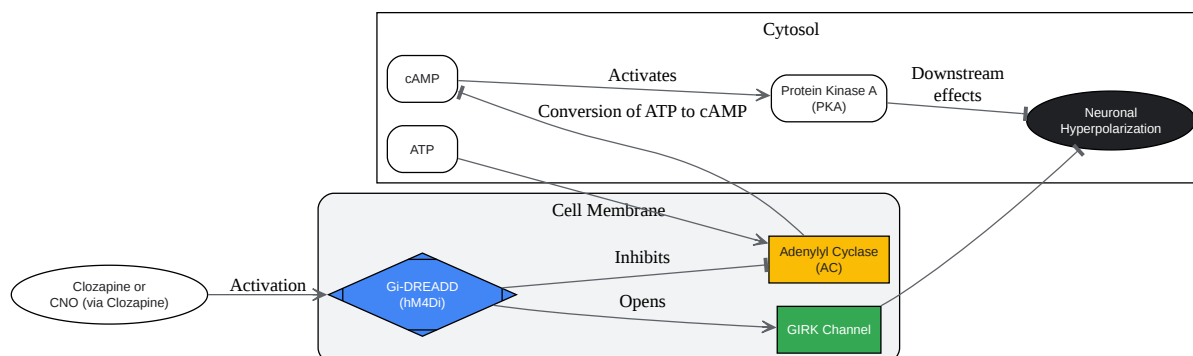 Cytosol
cAMP
Activates
Protein Kinase A
(PKA)
Downstream
effects
Neuronal
Hyperpolarization
Conversion of ATP to cAMP
ATP
Cell Membrane
Adenylyl Cyclase
(AC)
Inhibits
Clozapine or
CNO (via Clozapine)
Activation
Gi-DREADD
(hM4Di)
Opens
GIRK Channel